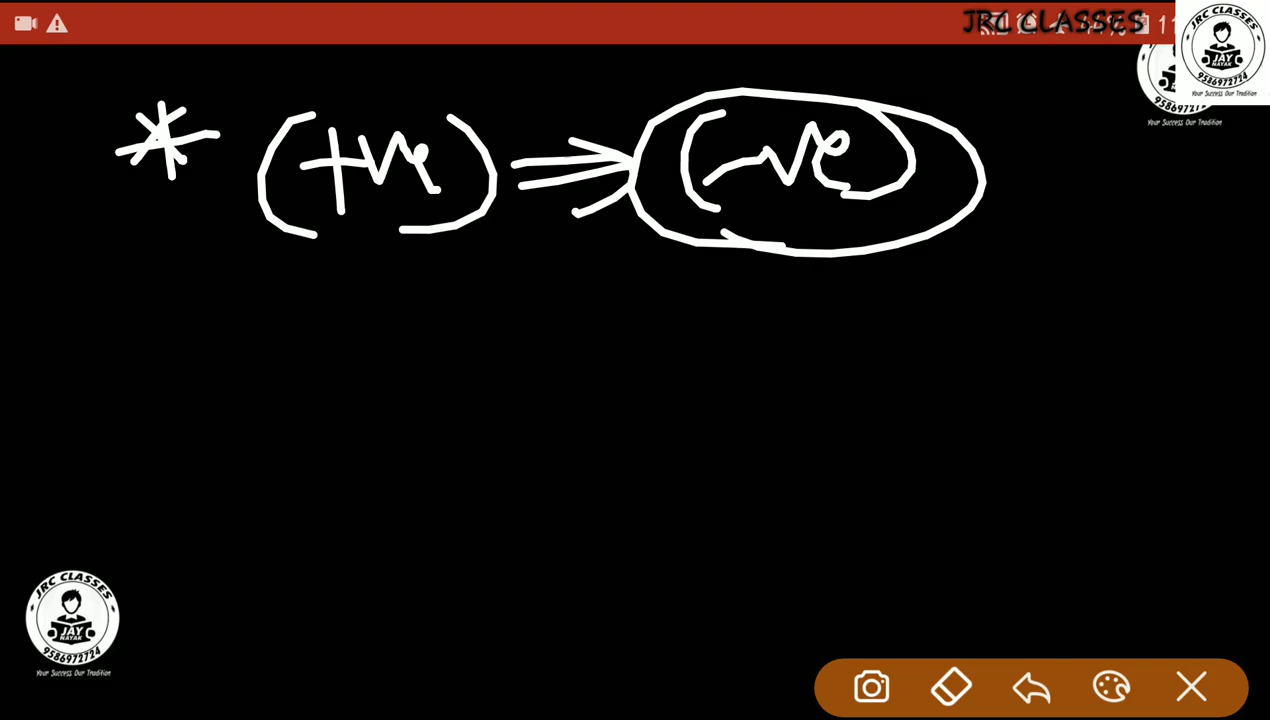 JRC CLASSES
* (+ve) ⇒ (-ve)
JRC CLASSES
JAY
NAYAK
9586972724
Your Success Our Tradition
JRC CLASSES
JAY
NAYAK
9586972724
Your Success Our Tradition